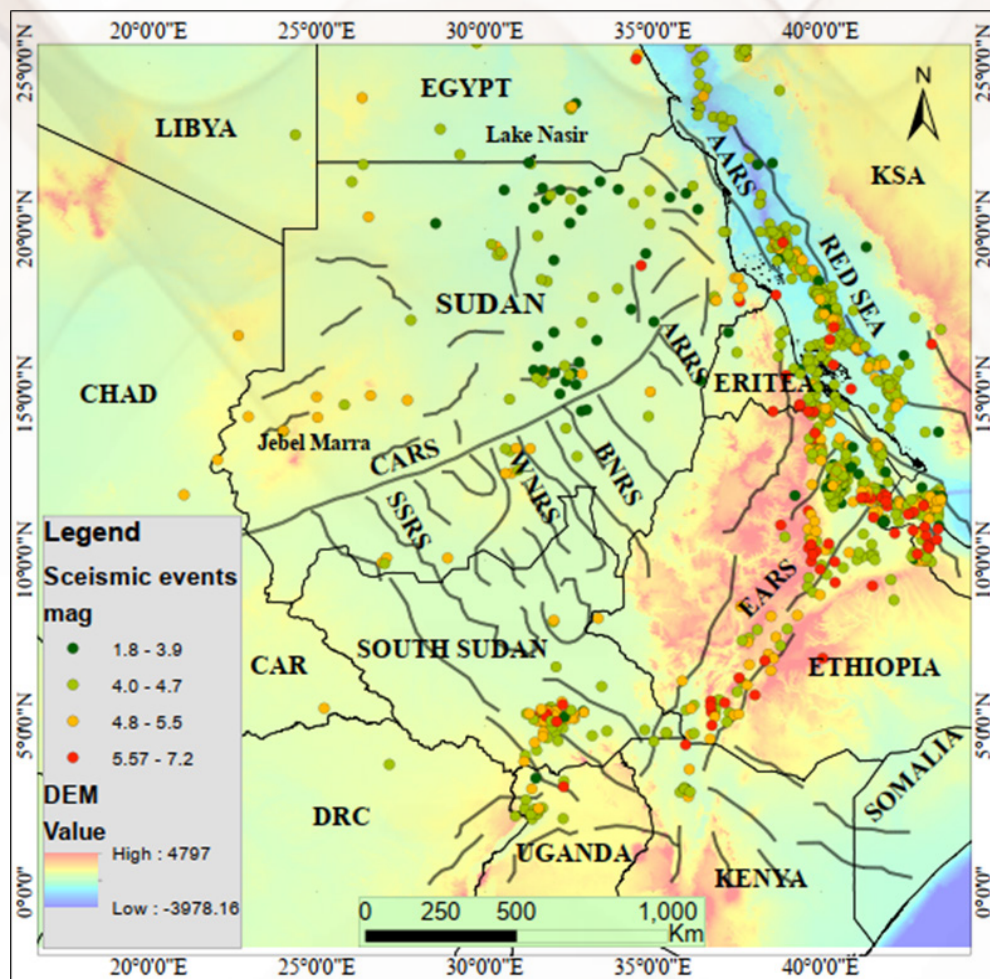 20°0'0"E 25°0'0"E 30°0'0"E 35°0'0"E 40°0'0"E
25°0'0"N
25°0'0"N
N
EGYPT
LIBYA
Lake Nasir
AARS
KSA
20°0'0"N
20°0'0"N
RED SEA
SUDAN
ARRS
ERITEA
CHAD
15°0'0"N
15°0'0"N
Jebel Marra
CARS
WNRS
BNRS
SSRS
Legend
Sceismic events
mag
1.8 - 3.9
4.0 - 4.7
4.8 - 5.5
5.57 - 7.2
DEM
Value
High : 4797
Low : -3978.16
10°0'0"N
10°0'0"N
EARS
SOUTH SUDAN
CAR
ETHIOPIA
5°0'0"N
5°0'0"N
SOMALIA
DRC
UGANDA
KENYA
0°0'0"
0°0'0"
0 250 500 1,000
Km
20°0'0"E 25°0'0"E 30°0'0"E 35°0'0"E 40°0'0"E